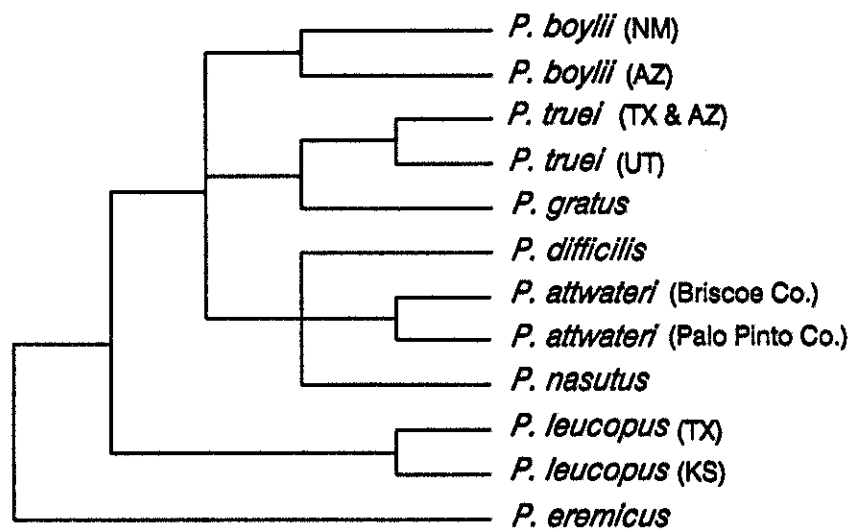 P. boylii (NM)
P. boylii (AZ)
P. truei (TX & AZ)
P. truei (UT)
P. gratus
P. difficilis
P. attwateri (Briscoe Co.)
P. attwateri (Palo Pinto Co.)
P. nasutus
P. leucopus (TX)
P. leucopus (KS)
P. eremicus